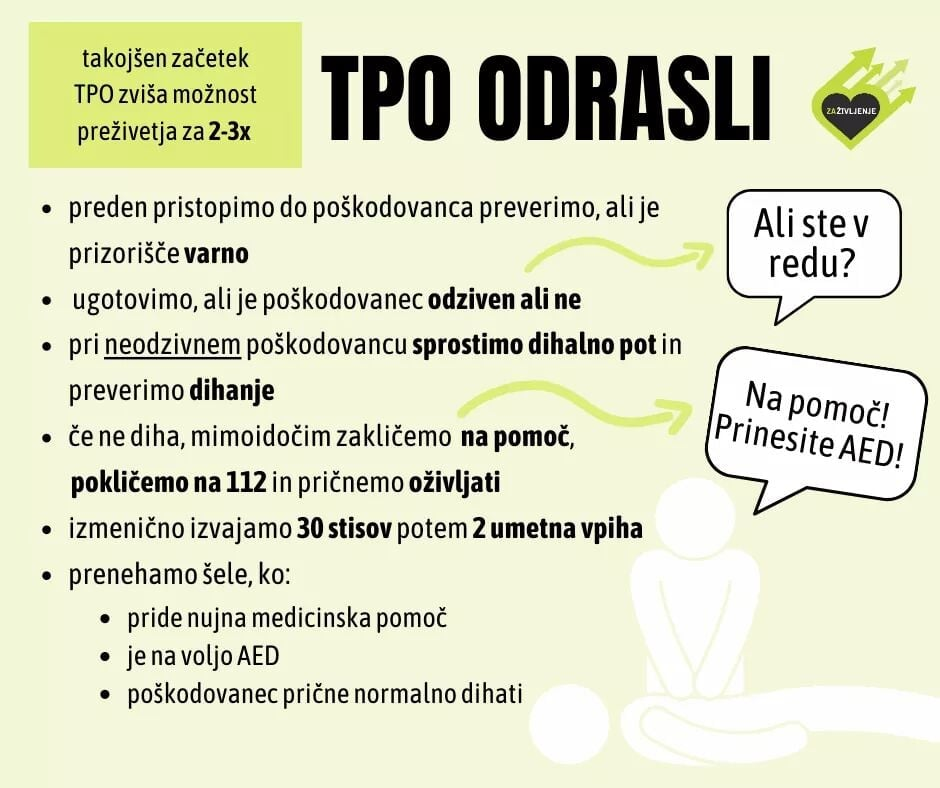 takojšen začetek
TPO zviša možnost
preživetja za 2-3x
TPO ODRASLI
ZAŽIVLJENJE
• preden pristopimo do poškodovanca preverimo, ali je
prizorišče varno
• ugotovimo, ali je poškodovanec odziven ali ne
• pri neodzivnem poškodovancu sprostimo dihalno pot in
preverimo dihanje
• če ne diha, mimoidočim zakličemo na pomoč,
pokličemo na 112 in pričnemo oživljati
• izmenično izvajamo 30 stisov potem 2 umetna vpiha
• prenehamo šele, ko:
• pride nujna medicinska pomoč
• je na voljo AED
• poškodovanec prične normalno dihati
Ali ste v
redu?
Na pomoč!
Prinesite AED!